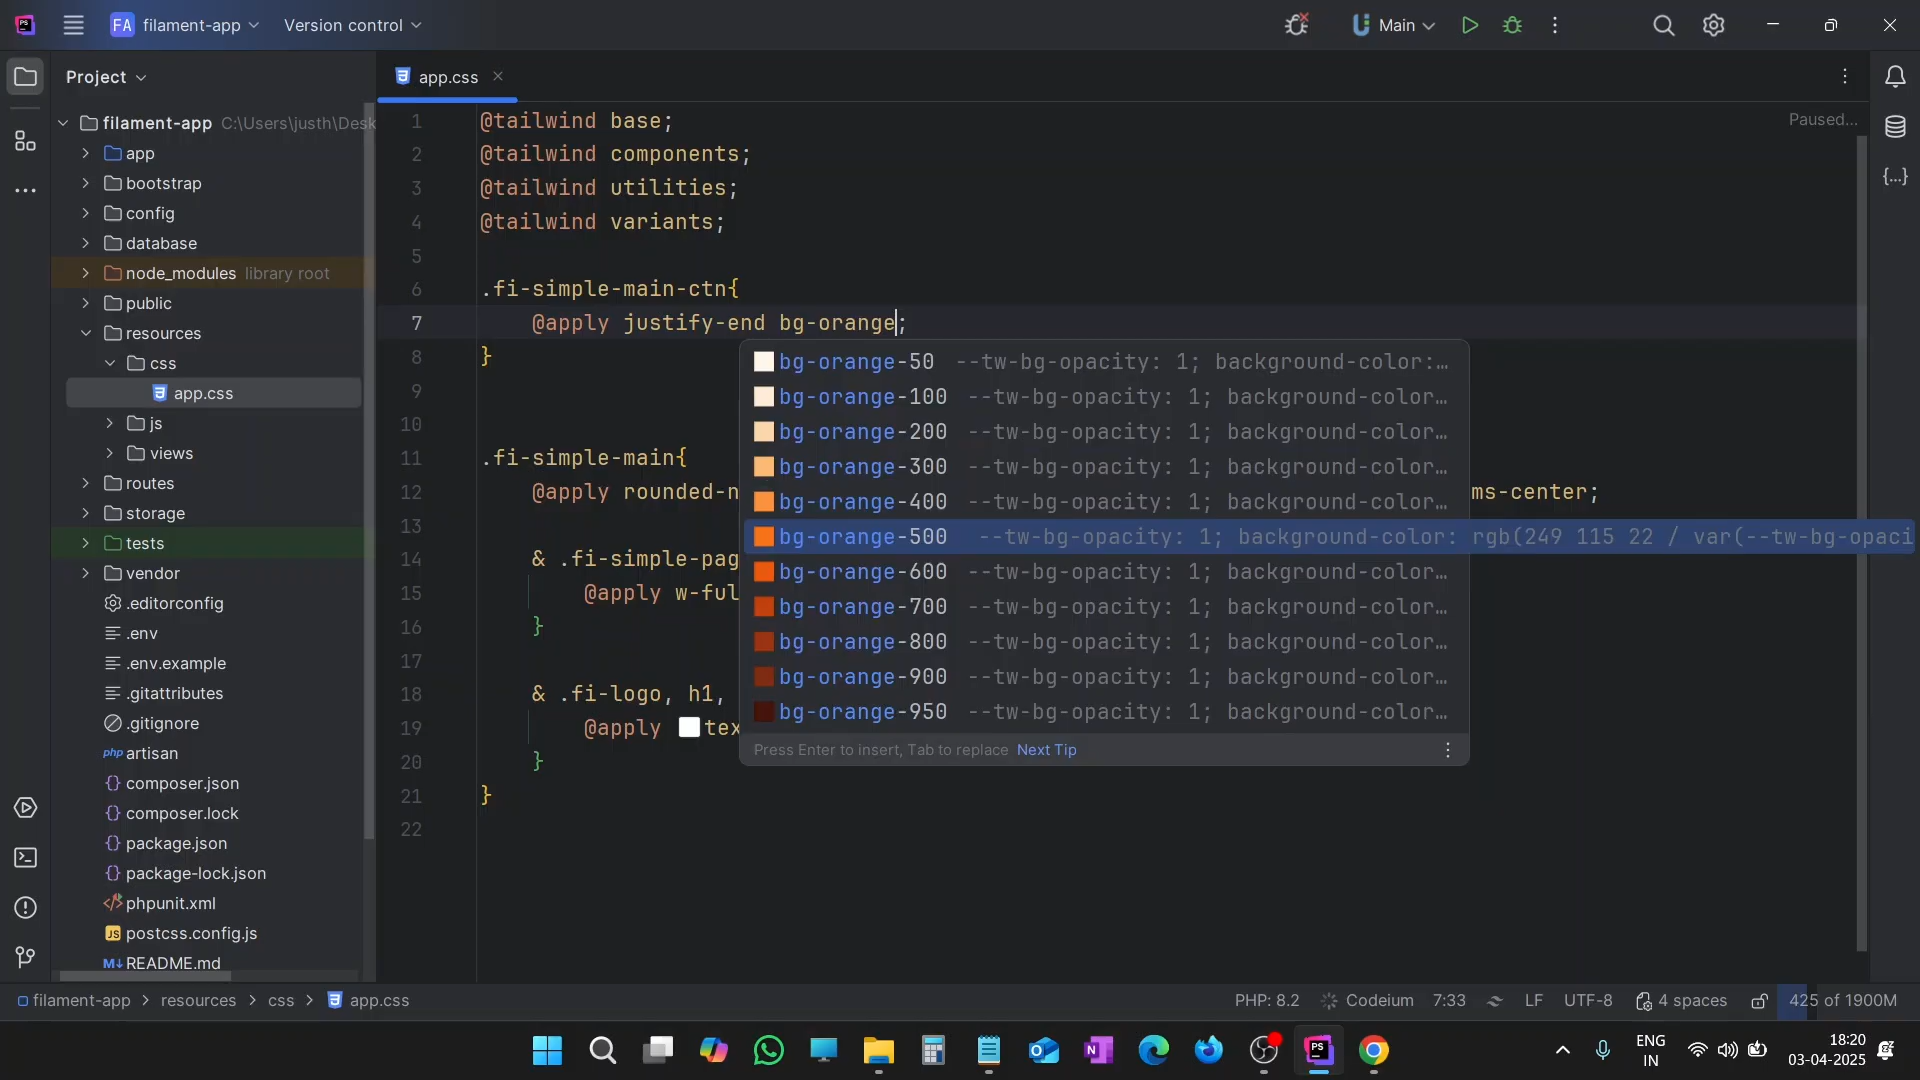 FA filament-app Version control Main
Project
app.css
filament-app C:\Users\justh\Desk
app
bootstrap
config
database
node_modules library root
public
resources
css
app.css
js
views
routes
storage
tests
vendor
.editorconfig
.env
.env.example
.gitattributes
.gitignore
php artisan
composer.json
composer.lock
package.json
package-lock.json
phpunit.xml
JS postcss.config.js
M↓ README.md
Paused...
1 @tailwind base;
2 @tailwind components;
3 @tailwind utilities;
4 @tailwind variants;
5
6 .fi-simple-main-ctn{
7 @apply justify-end bg-orange;
8 }
9
10
11 .fi-simple-main{
12 @apply rounded-n ms-center;
13
14 & .fi-simple-pag
15 @apply w-ful
16 }
17
18 & .fi-logo, h1,
19 @apply tex
20 }
21 }
22
bg-orange-50 --tw-bg-opacity: 1; background-color:…
bg-orange-100 --tw-bg-opacity: 1; background-color…
bg-orange-200 --tw-bg-opacity: 1; background-color…
bg-orange-300 --tw-bg-opacity: 1; background-color…
bg-orange-400 --tw-bg-opacity: 1; background-color…
bg-orange-500 --tw-bg-opacity: 1; background-color: rgb(249 115 22 / var(--tw-bg-opaci
bg-orange-600 --tw-bg-opacity: 1; background-color…
bg-orange-700 --tw-bg-opacity: 1; background-color…
bg-orange-800 --tw-bg-opacity: 1; background-color…
bg-orange-900 --tw-bg-opacity: 1; background-color…
bg-orange-950 --tw-bg-opacity: 1; background-color…
Press Enter to insert, Tab to replace Next Tip
filament-app > resources > css > app.css
PHP: 8.2 Codeium 7:33 LF UTF-8 4 spaces 425 of 1900M
ENG
IN
18:20
03-04-2025